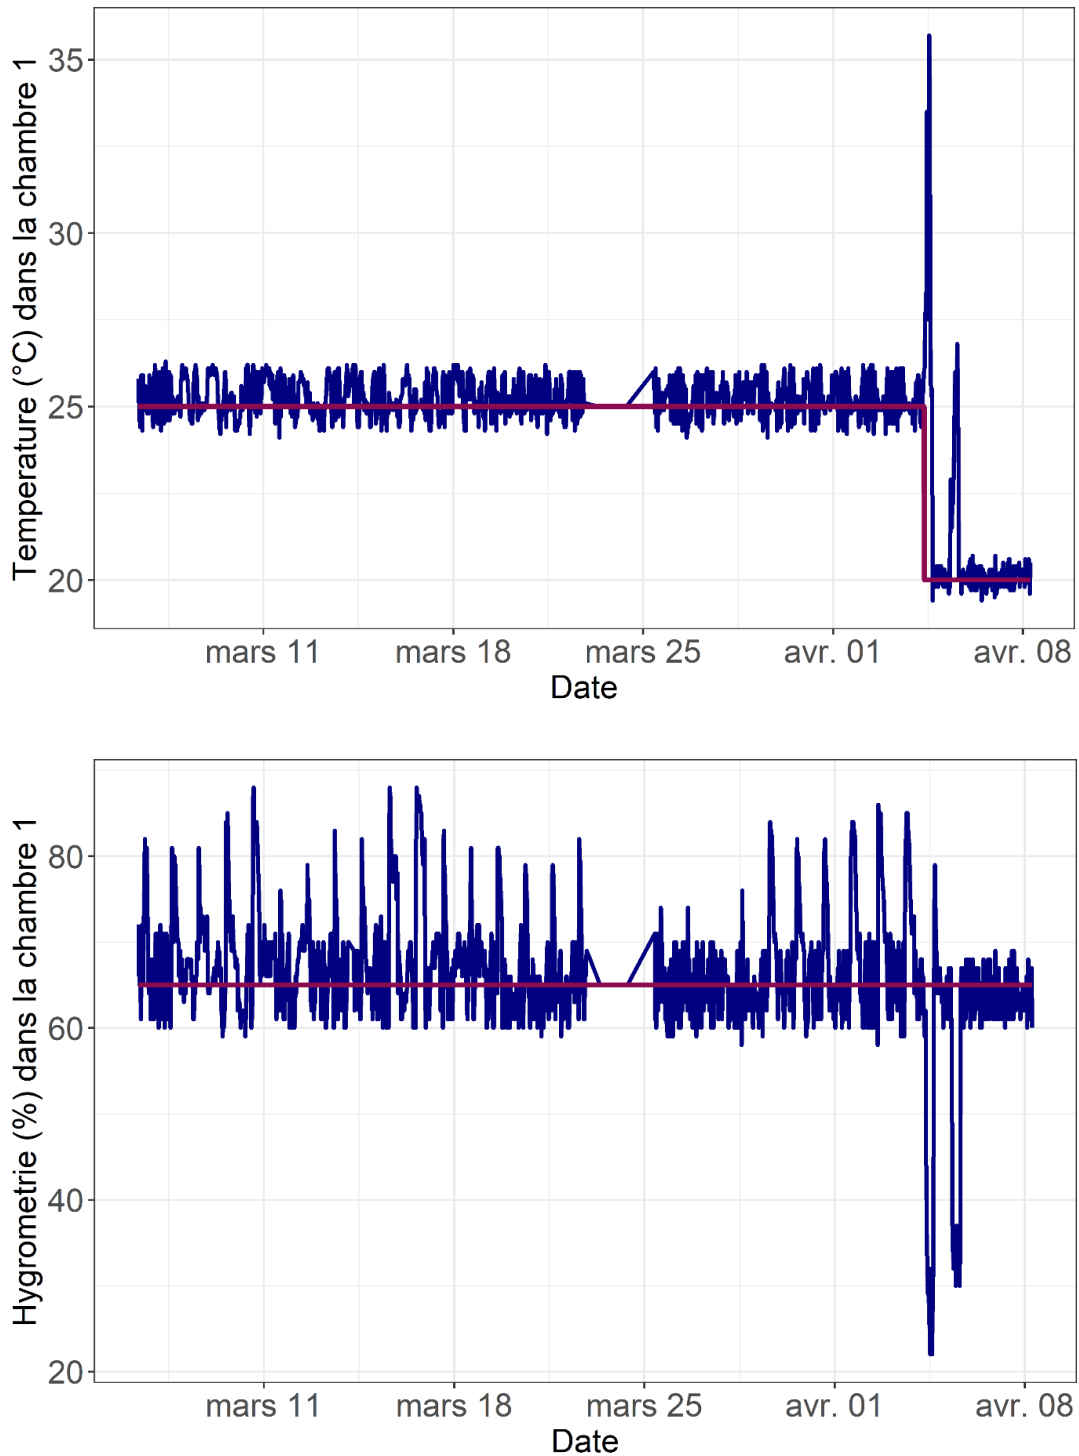 Temperature (°C) dans la chambre 1
35
30
25
20
mars 11 mars 18 mars 25 avr. 01 avr. 08
Date
Hygrometrie (%) dans la chambre 1
80
60
40
20
mars 11 mars 18 mars 25 avr. 01 avr. 08
Date